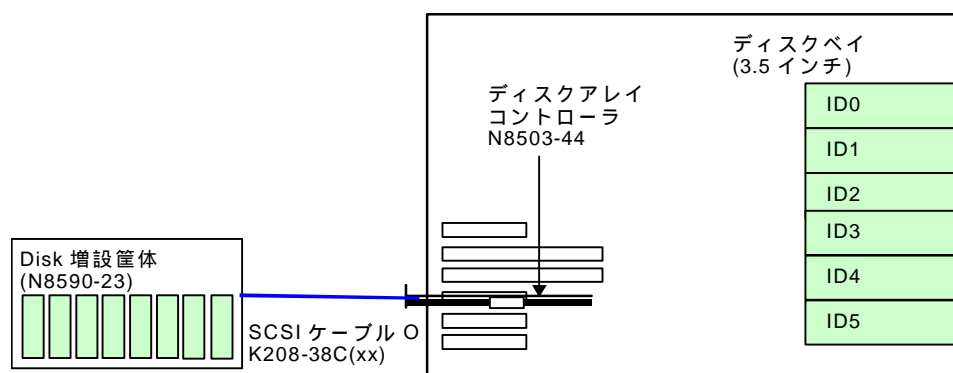 ディスクベイ
(3.5 インチ)
ディスクアレイ
コントローラ
N8503-44
ID0
ID1
ID2
ID3
ID4
ID5
Disk 増設筐体
(N8590-23)
SCSI ケーブル O
K208-38C(xx)